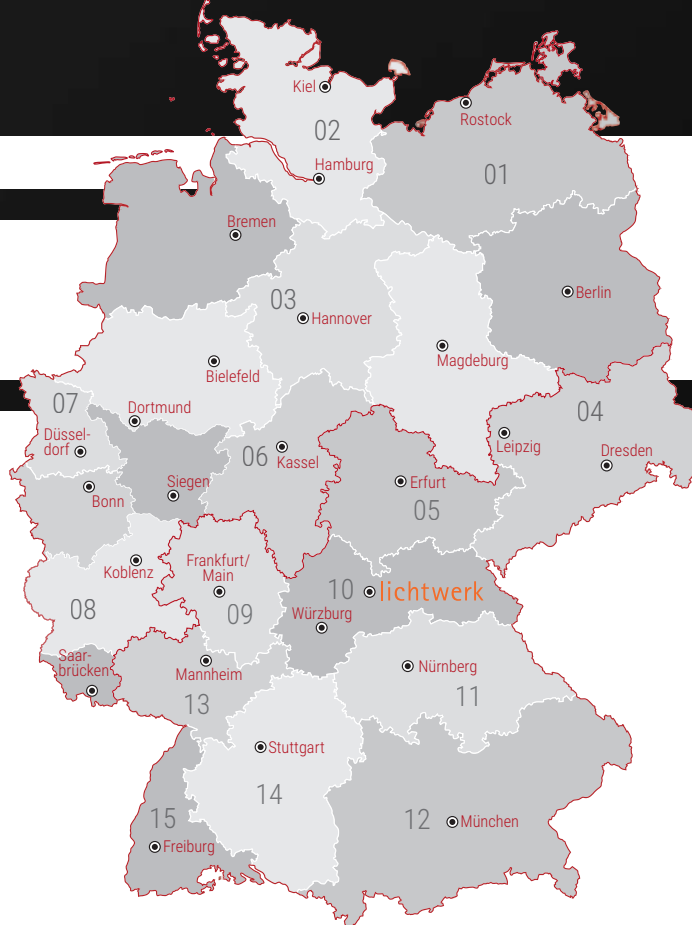 Kiel
02
Rostock
Hamburg
01
Bremen
Berlin
03
Hannover
Magdeburg
Bielefeld
07
Dortmund
04
Düssel-
dorf
Leipzig
06
Kassel
Dresden
Siegen
Erfurt
Bonn
05
Koblenz
Frankfurt/
Main
10
lichtwerk
08
09
Würzburg
Saar-
brücken
Mannheim
Nürnberg
13
11
Stuttgart
14
15
12
München
Freiburg